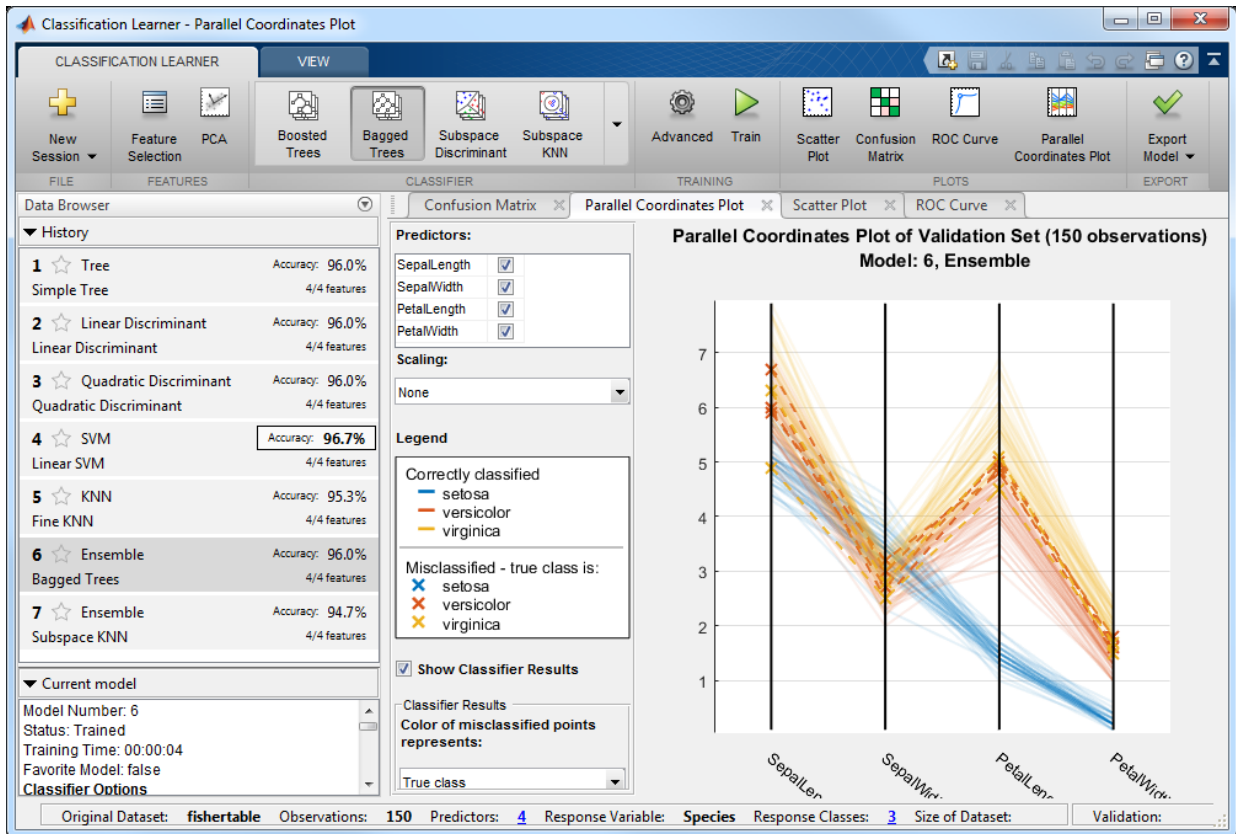 Classification Learner - Parallel Coordinates Plot
CLASSIFICATION LEARNER
VIEW
New Session
Feature Selection
PCA
Boosted Trees
Bagged Trees
Subspace Discriminant
Subspace KNN
Advanced
Train
Scatter Plot
Confusion Matrix
ROC Curve
Parallel Coordinates Plot
Export Model
FILE
FEATURES
CLASSIFIER
TRAINING
PLOTS
EXPORT
Data Browser
History
1 Tree Accuracy: 96.0%
Simple Tree 4/4 features
2 Linear Discriminant Accuracy: 96.0%
Linear Discriminant 4/4 features
3 Quadratic Discriminant Accuracy: 96.0%
Quadratic Discriminant 4/4 features
4 SVM Accuracy: 96.7%
Linear SVM 4/4 features
5 KNN Accuracy: 95.3%
Fine KNN 4/4 features
6 Ensemble Accuracy: 96.0%
Bagged Trees 4/4 features
7 Ensemble Accuracy: 94.7%
Subspace KNN 4/4 features
Current model
Model Number: 6
Status: Trained
Training Time: 00:00:04
Favorite Model: false
Classifier Options
Confusion Matrix
Parallel Coordinates Plot
Scatter Plot
ROC Curve
Predictors:
SepalLength
SepalWidth
PetalLength
PetalWidth
Scaling:
None
Legend
Correctly classified
setosa
versicolor
virginica
Misclassified - true class is:
setosa
versicolor
virginica
Show Classifier Results
Classifier Results
Color of misclassified points
represents:
True class
Parallel Coordinates Plot of Validation Set (150 observations)
Model: 6, Ensemble
7
6
5
4
3
2
1
SepalLen
SepalWid
PetalLen
PetalWidt
Original Dataset: fishertable Observations: 150 Predictors: 4 Response Variable: Species Response Classes: 3 Size of Dataset: Validation: